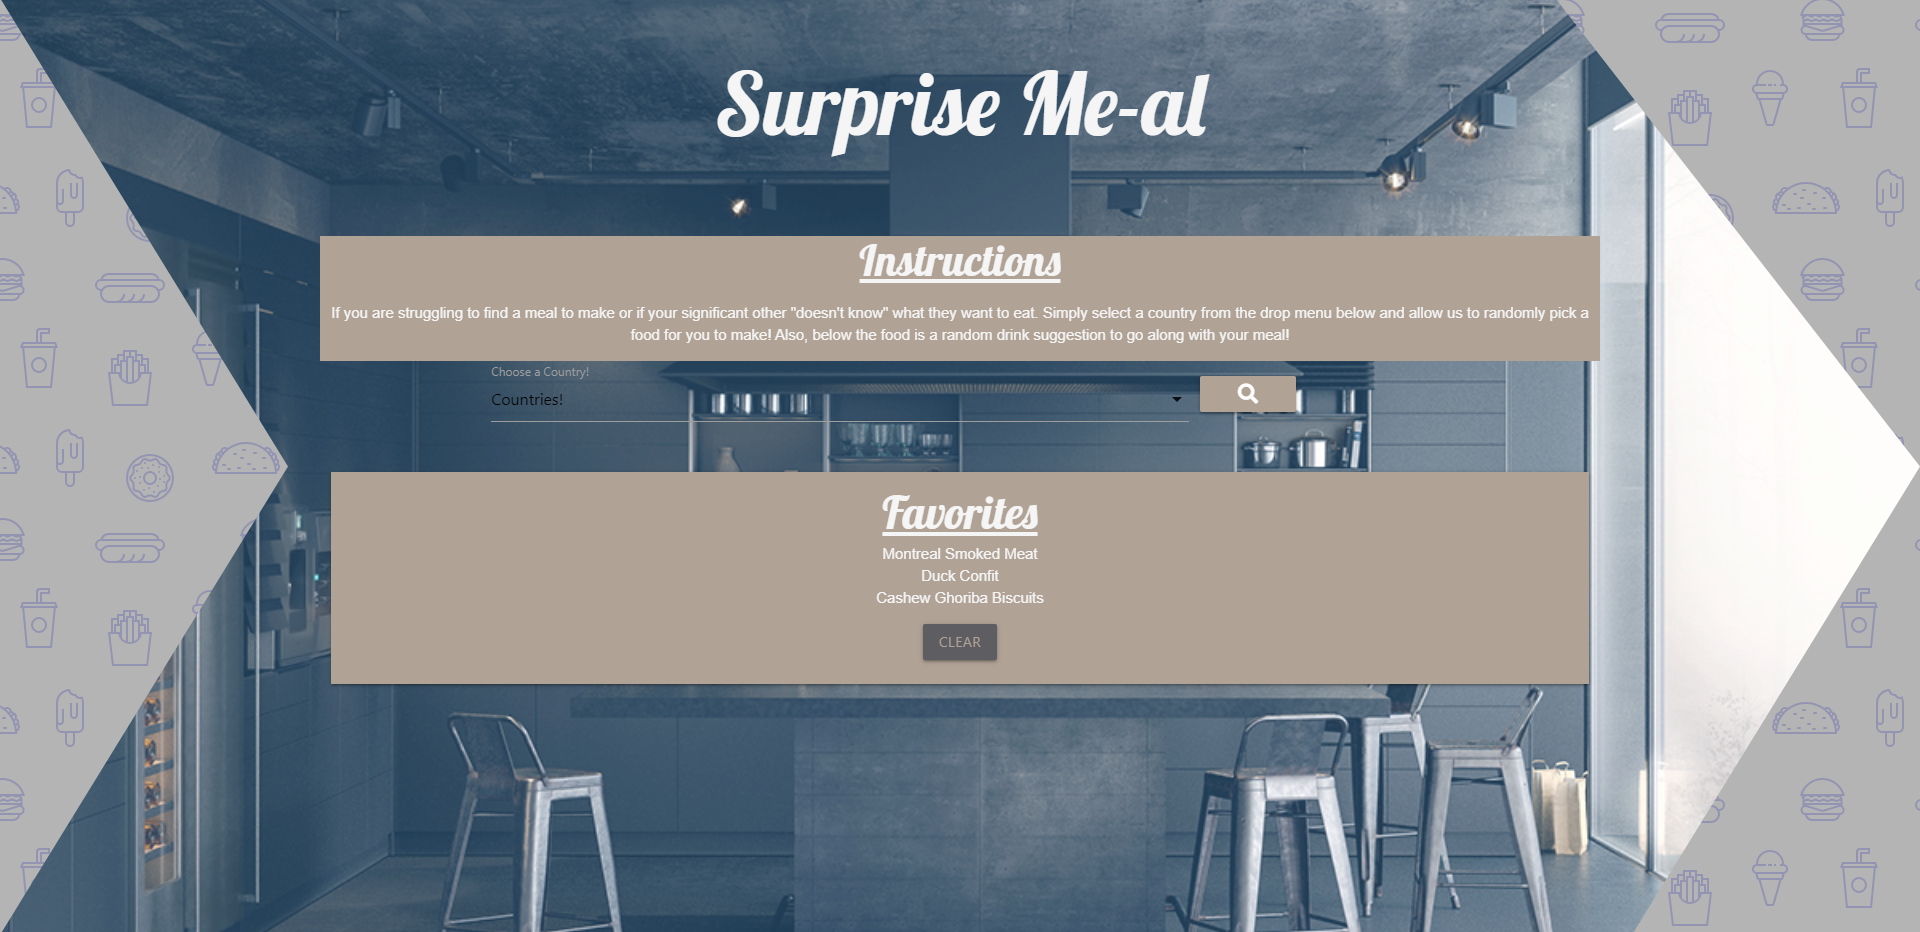 Surprise Me-al
Instructions
If you are struggling to find a meal to make or if your significant other "doesn't know" what they want to eat. Simply select a country from the drop menu below and allow us to randomly pick a
food for you to make! Also, below the food is a random drink suggestion to go along with your meal!
Choose a Country!
Countries!
Favorites
Montreal Smoked Meat
Duck Confit
Cashew Ghoriba Biscuits
CLEAR